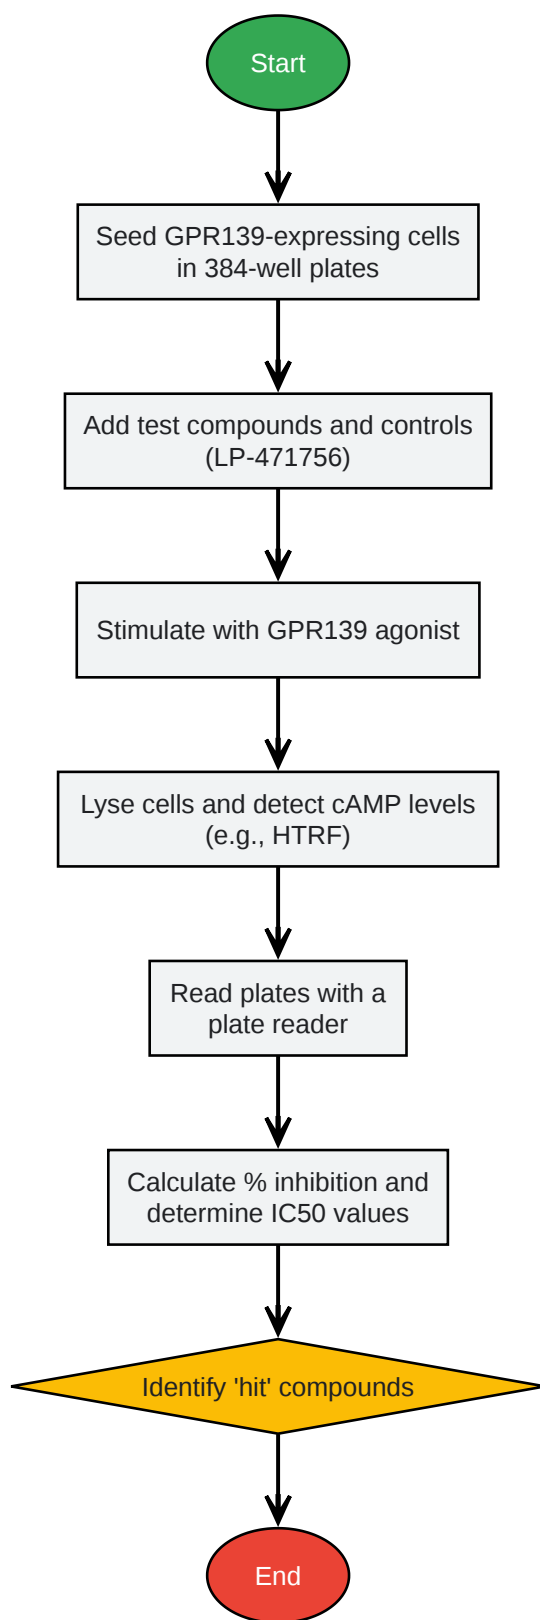 Start
Seed GPR139-expressing cells
in 384-well plates
Add test compounds and controls
(LP-471756)
Stimulate with GPR139 agonist
Lyse cells and detect cAMP levels
(e.g., HTRF)
Read plates with a
plate reader
Calculate % inhibition and
determine IC50 values
Identify 'hit' compounds
End